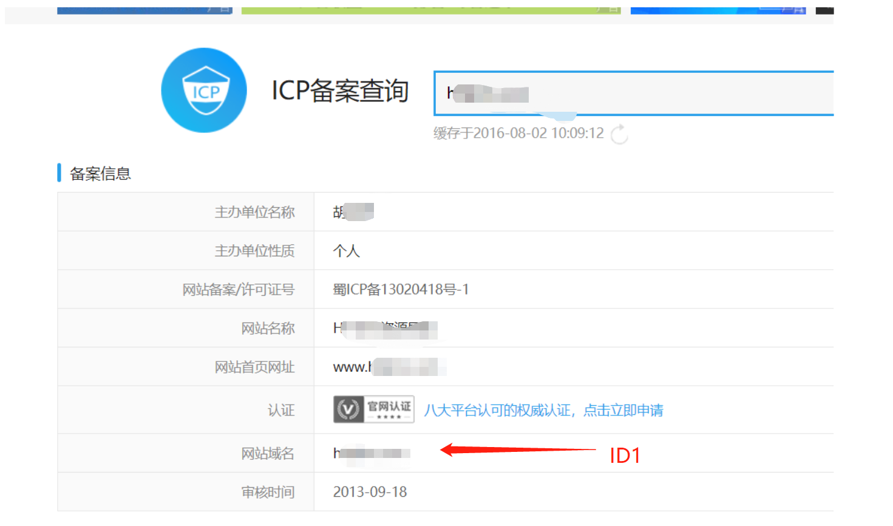 ICP
ICP备案查询
h
缓存于2016-08-02 10:09:12
备案信息
主办单位名称 胡
主办单位性质 个人
网站备案/许可证号 蜀ICP备13020418号-1
网站名称 H
网站首页网址 www.h
认证 官网认证 八大平台认可的权威认证，点击立即申请
网站域名 h ID1
审核时间 2013-09-18